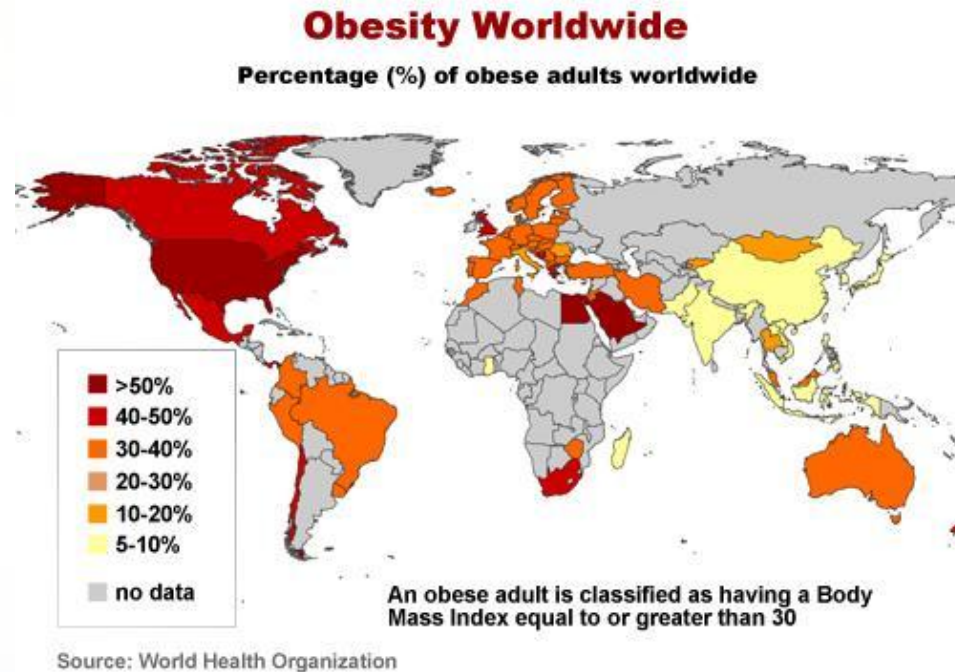 Obesity Worldwide
Percentage (%) of obese adults worldwide
>50%
40-50%
30-40%
20-30%
10-20%
5-10%
no data
An obese adult is classified as having a Body
Mass Index equal to or greater than 30
Source: World Health Organization